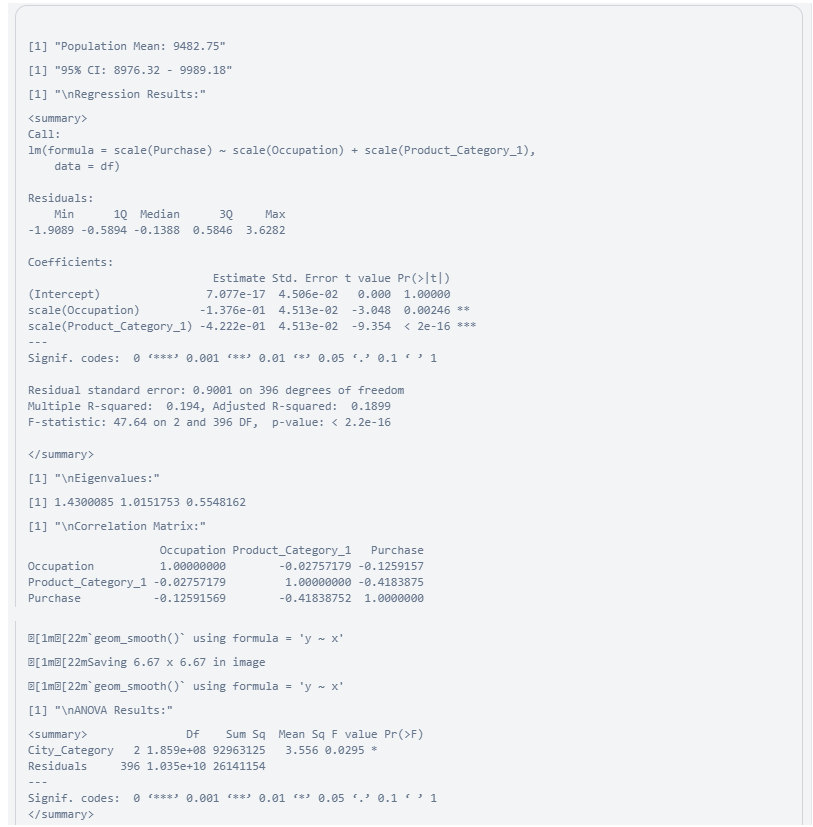 [1] "Population Mean: 9482.75"
[1] "95% CI: 8976.32 - 9989.18"
[1] "\nRegression Results:"
<summary>
Call:
lm(formula = scale(Purchase) ~ scale(Occupation) + scale(Product_Category_1),
    data = df)
Residuals:
    Min      1Q  Median      3Q     Max
-1.9089 -0.5894 -0.1388  0.5846  3.6282
Coefficients:
                            Estimate Std. Error t value Pr(>|t|)
(Intercept)                7.077e-17  4.506e-02   0.000  1.00000
scale(Occupation)         -1.376e-01  4.513e-02  -3.048  0.00246 **
scale(Product_Category_1) -4.222e-01  4.513e-02  -9.354  < 2e-16 ***
---
Signif. codes:  0 ‘***’ 0.001 ‘**’ 0.01 ‘*’ 0.05 ‘.’ 0.1 ‘ ’ 1
Residual standard error: 0.9001 on 396 degrees of freedom
Multiple R-squared:  0.194, Adjusted R-squared:  0.1899
F-statistic: 47.64 on 2 and 396 DF,  p-value: < 2.2e-16
</summary>
[1] "\nEigenvalues:"
[1] 1.4300085 1.0151753 0.5548162
[1] "\nCorrelation Matrix:"
                    Occupation Product_Category_1   Purchase
Occupation          1.00000000        -0.02757179 -0.1259157
Product_Category_1 -0.02757179         1.00000000 -0.4183875
Purchase           -0.12591569        -0.41838752  1.0000000
[1m[22m`geom_smooth()` using formula = 'y ~ x'
[1m[22mSaving 6.67 x 6.67 in image
[1m[22m`geom_smooth()` using formula = 'y ~ x'
[1] "\nANOVA Results:"
<summary>               Df    Sum Sq  Mean Sq F value Pr(>F)
City_Category   2 1.859e+08 92963125   3.556 0.0295 *
Residuals     396 1.035e+10 26141154
---
Signif. codes:  0 ‘***’ 0.001 ‘**’ 0.01 ‘*’ 0.05 ‘.’ 0.1 ‘ ’ 1
</summary>